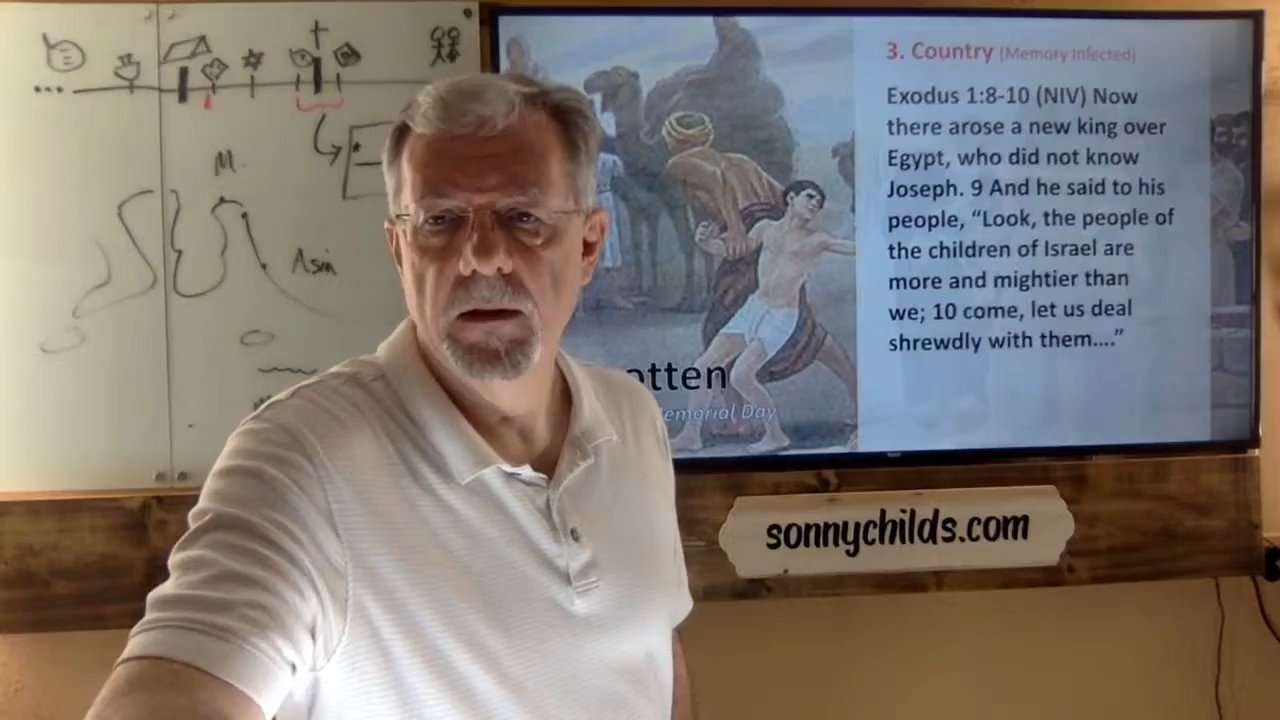 M.
Asia
3. Country [Memory Infected]
Exodus 1:8-10 (NIV) Now
there arose a new king over
Egypt, who did not know
Joseph. 9 And he said to his
people, “Look, the people of
the children of Israel are
more and mightier than
we; 10 come, let us deal
shrewdly with them....”
otten
emorial Day
sonnychilds.com